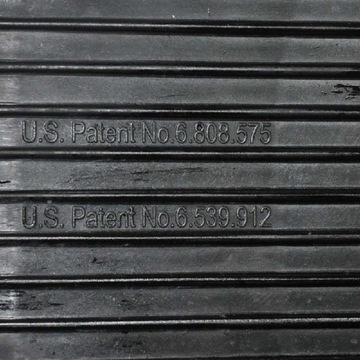 U.S. Patent No.6.808.575
U.S. Patent No.6.539.912